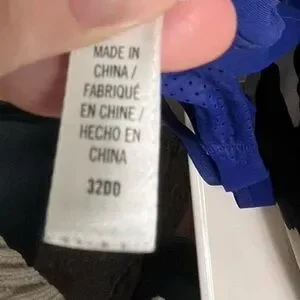 MADE IN
CHINA /
FABRIQUÉ
EN CHINE /
HECHO EN
CHINA
32DD